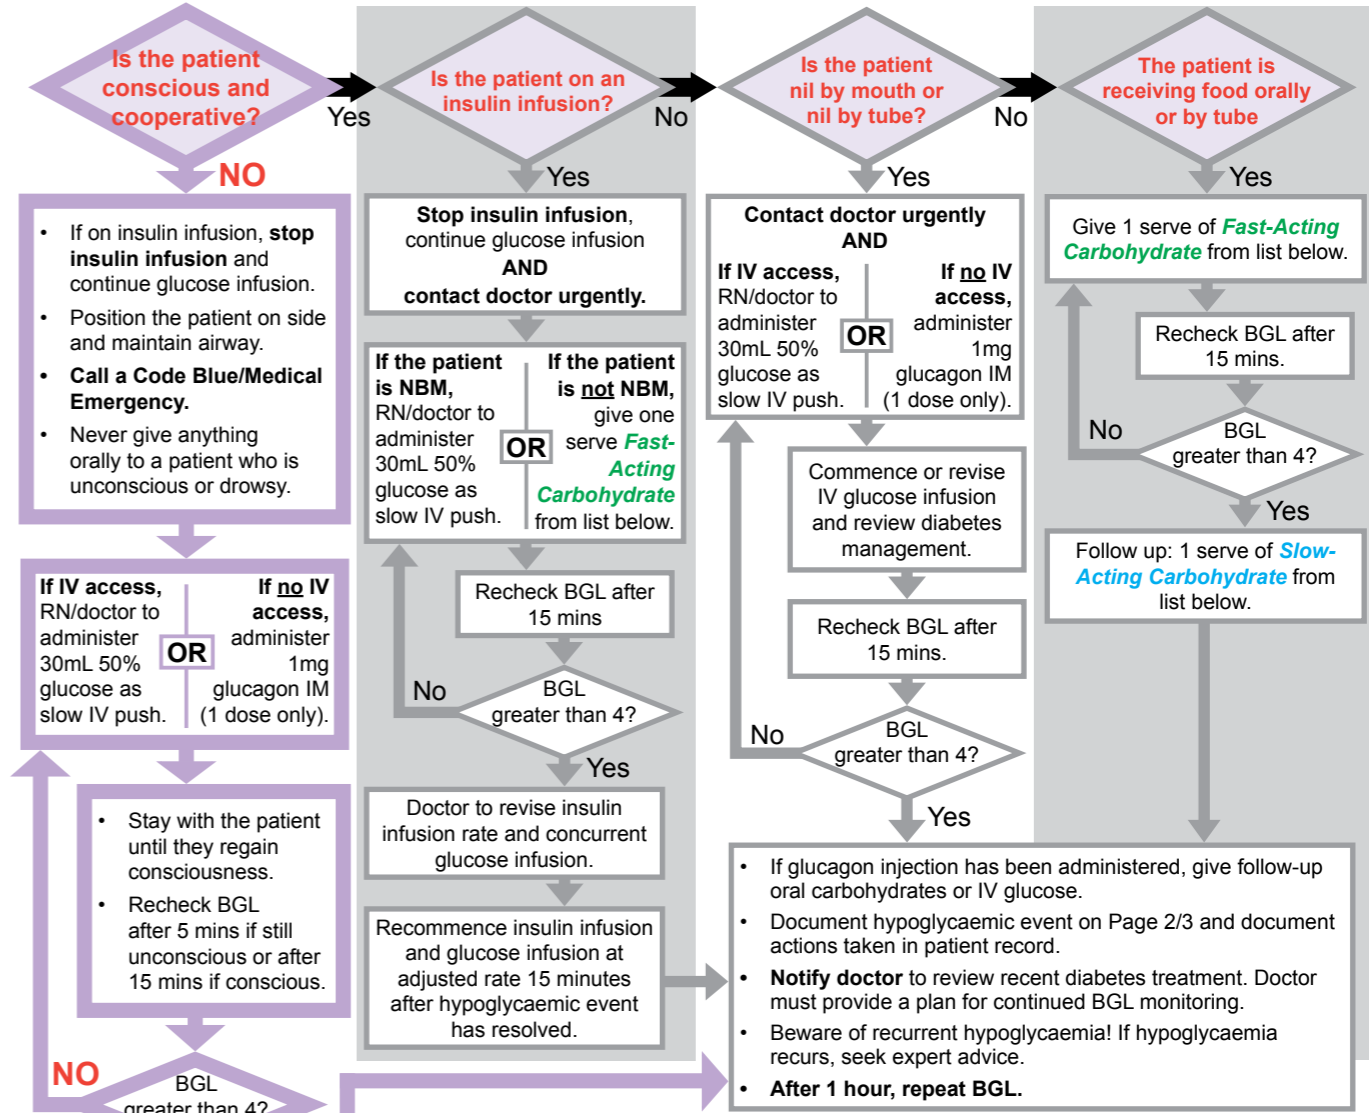 Is the patient
conscious and
cooperative?
Yes
NO
• If on insulin infusion, stop
insulin infusion and
continue glucose infusion.
• Position the patient on side
and maintain airway.
• Call a Code Blue/Medical
Emergency.
• Never give anything
orally to a patient who is
unconscious or drowsy.
If IV access,
RN/doctor to
administer
30mL 50%
glucose as
slow IV push.
OR
If no IV
access,
administer
1mg
glucagon IM
(1 dose only).
• Stay with the patient
until they regain
consciousness.
• Recheck BGL
after 5 mins if still
unconscious or after
15 mins if conscious.
NO
BGL
greater than 4?
Is the patient on an
insulin infusion?
No
Yes
Stop insulin infusion,
continue glucose infusion
AND
contact doctor urgently.
If the patient
is NBM,
RN/doctor to
administer
30mL 50%
glucose as
slow IV push.
OR
If the patient
is not NBM,
give one
serve Fast-
Acting
Carbohydrate
from list below.
Recheck BGL after
15 mins
No
BGL
greater than 4?
Yes
Doctor to revise insulin
infusion rate and concurrent
glucose infusion.
Recommence insulin infusion
and glucose infusion at
adjusted rate 15 minutes
after hypoglycaemic event
has resolved.
Is the patient
nil by mouth or
nil by tube?
No
Yes
Contact doctor urgently
AND
If IV access,
RN/doctor to
administer
30mL 50%
glucose as
slow IV push.
OR
If no IV
access,
administer
1mg
glucagon IM
(1 dose only).
Commence or revise
IV glucose infusion
and review diabetes
management.
Recheck BGL after
15 mins.
No
BGL
greater than 4?
Yes
The patient is
receiving food orally
or by tube
Yes
Give 1 serve of Fast-Acting
Carbohydrate from list below.
Recheck BGL after
15 mins.
No
BGL
greater than 4?
Yes
Follow up: 1 serve of Slow-
Acting Carbohydrate from
list below.
• If glucagon injection has been administered, give follow-up
oral carbohydrates or IV glucose.
• Document hypoglycaemic event on Page 2/3 and document
actions taken in patient record.
• Notify doctor to review recent diabetes treatment. Doctor
must provide a plan for continued BGL monitoring.
• Beware of recurrent hypoglycaemia! If hypoglycaemia
recurs, seek expert advice.
• After 1 hour, repeat BGL.